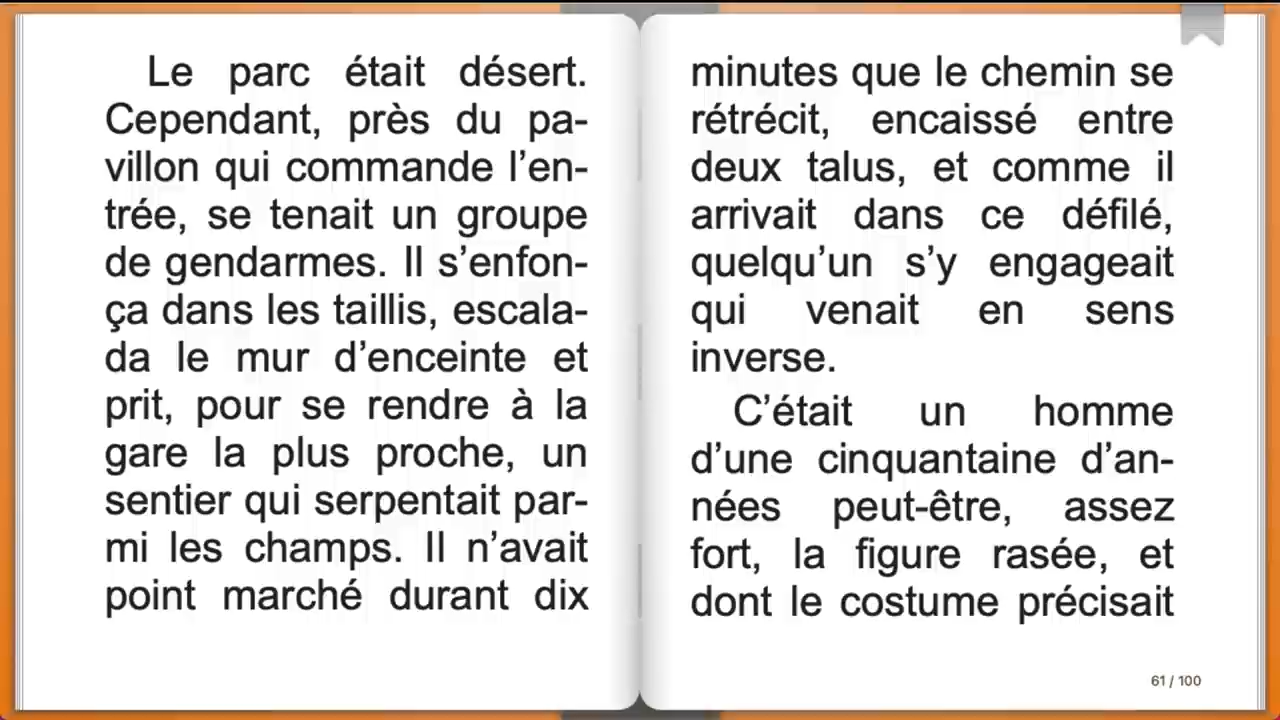 Le parc était désert.
Cependant, près du pa-
villon qui commande l’en-
trée, se tenait un groupe
de gendarmes. Il s’enfon-
ça dans les taillis, escala-
da le mur d’enceinte et
prit, pour se rendre à la
gare la plus proche, un
sentier qui serpentait par-
mi les champs. Il n’avait
point marché durant dix
minutes que le chemin se
rétrécit, encaissé entre
deux talus, et comme il
arrivait dans ce défilé,
quelqu’un s’y engageait
qui venait en sens
inverse.
C’était un homme
d’une cinquantaine d’an-
nées peut-être, assez
fort, la figure rasée, et
dont le costume précisait
61 / 100